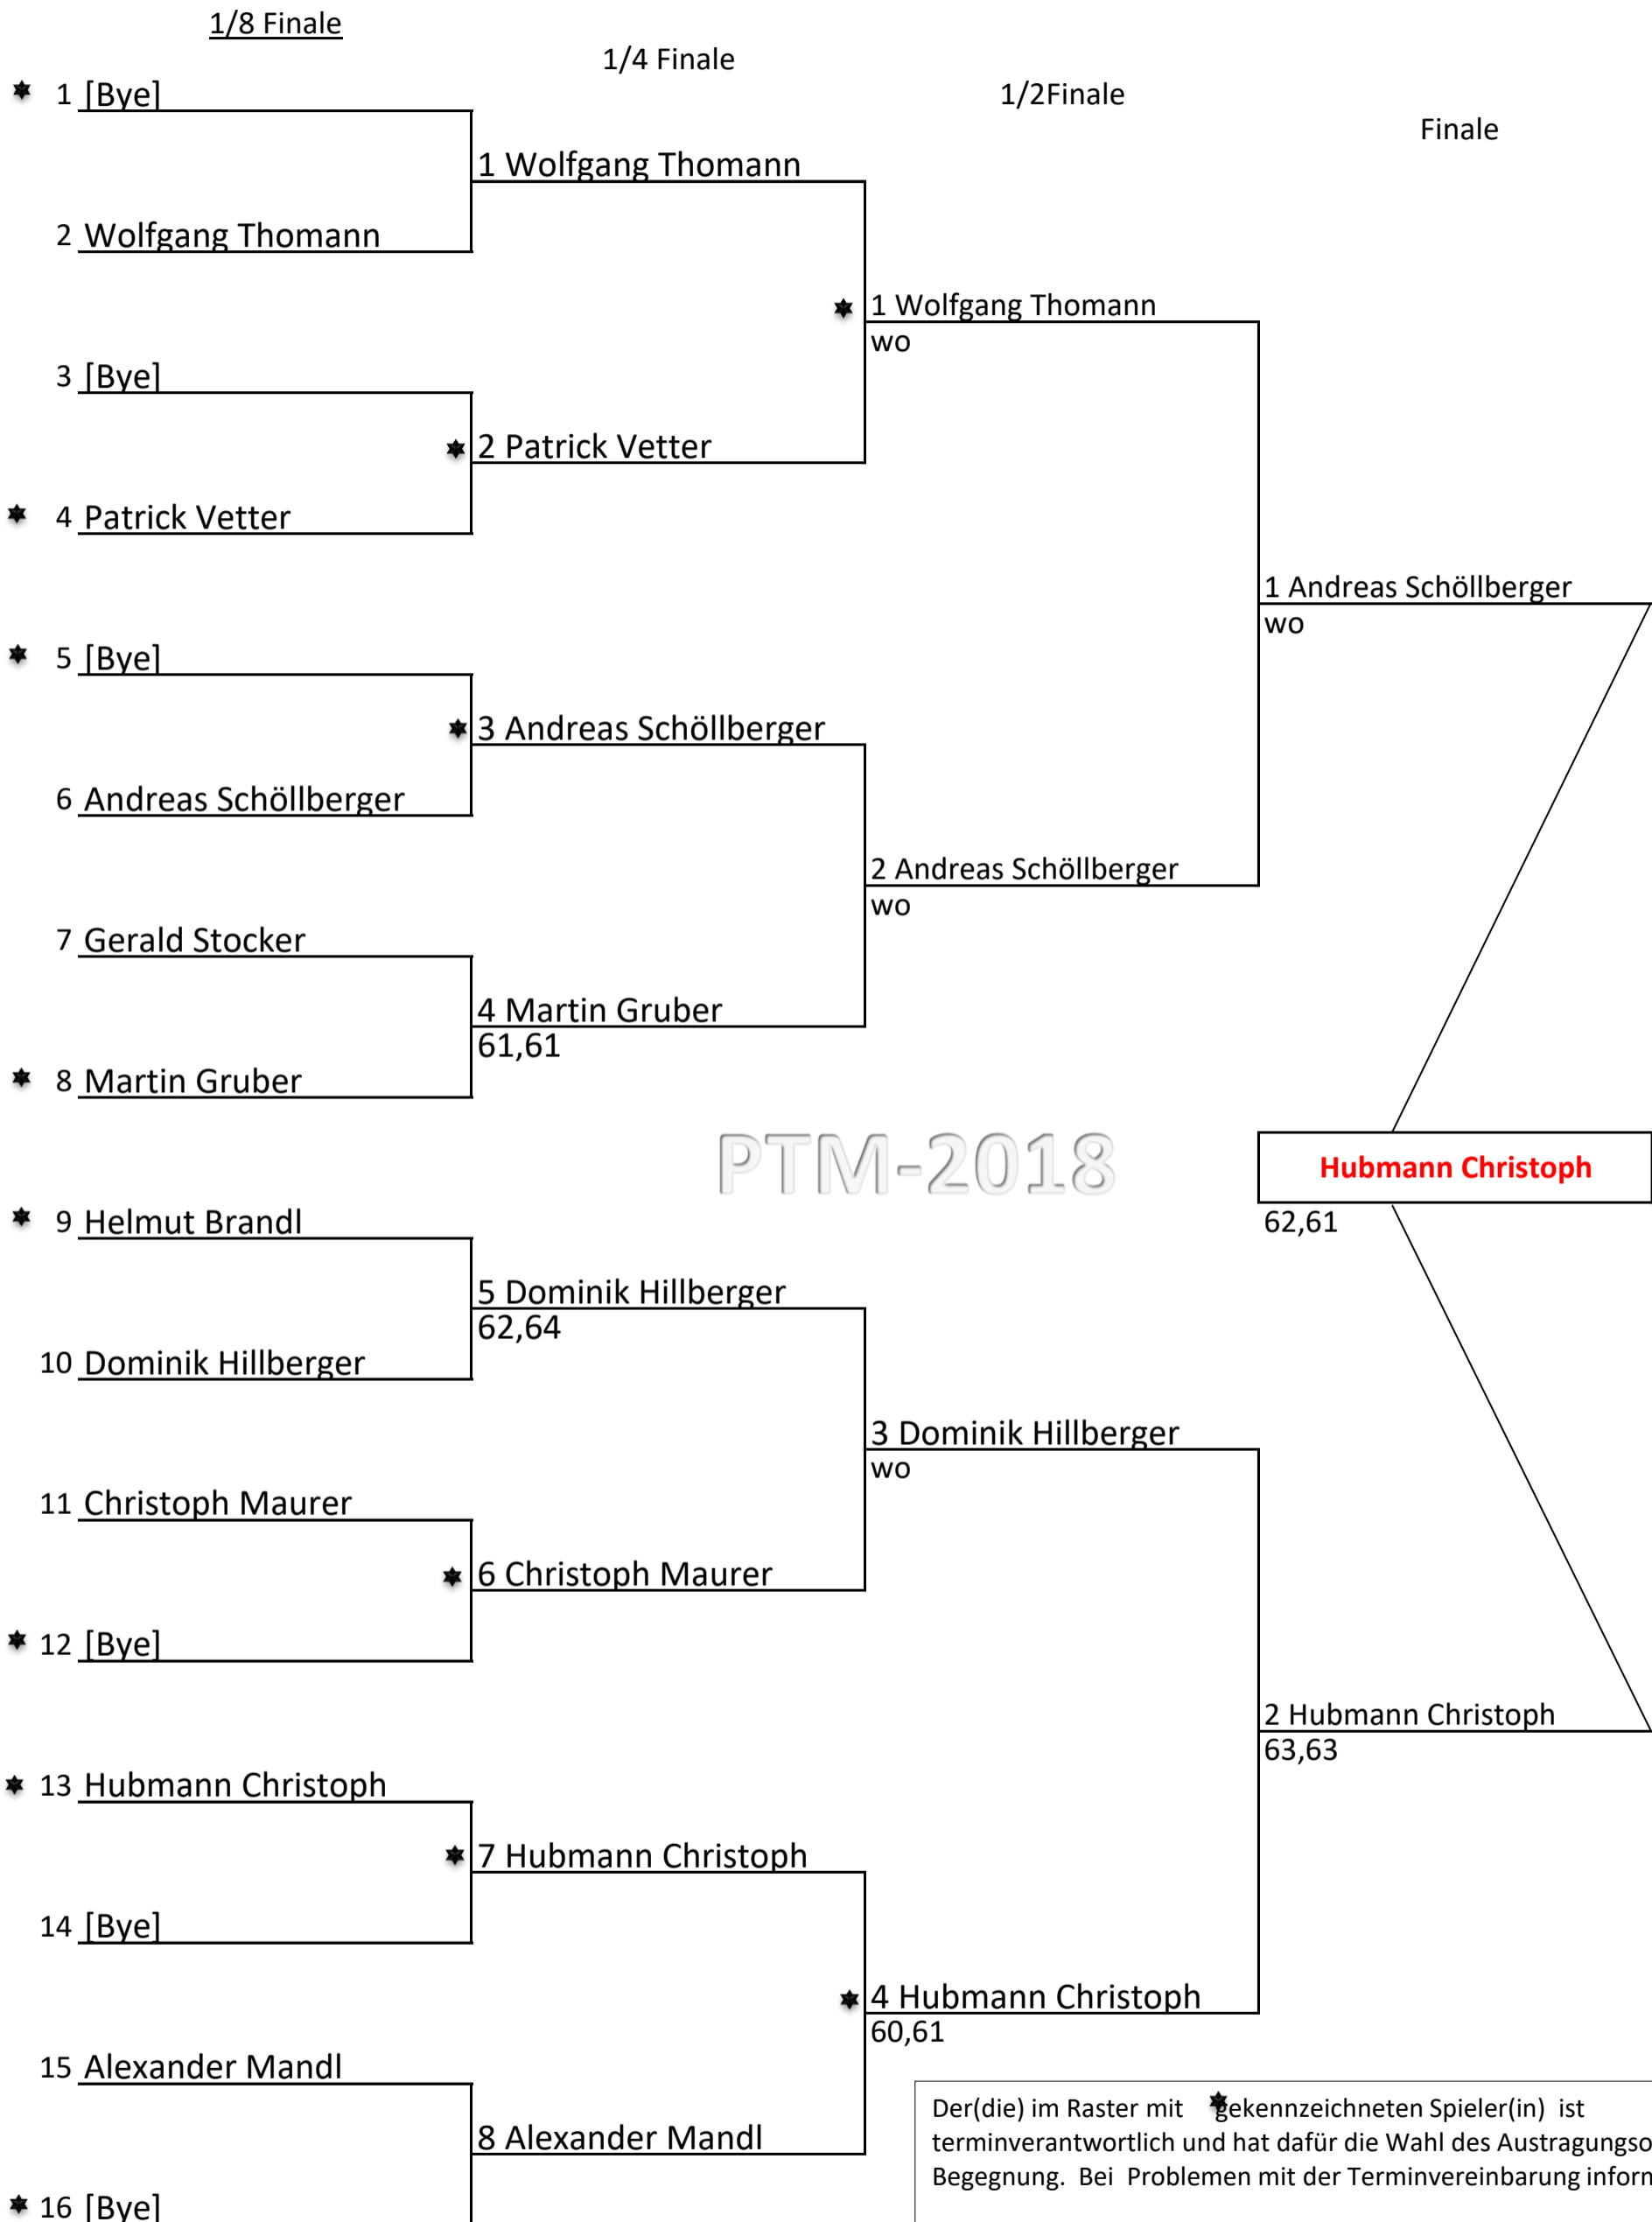 1/8 Finale
1/4 Finale
1/2Finale
Finale
1 [Bye]
1 Wolfgang Thomann
2 Wolfgang Thomann
1 Wolfgang Thomann
wo
3 [Bye]
2 Patrick Vetter
4 Patrick Vetter
1 Andreas Schöllberger
wo
5 [Bye]
3 Andreas Schöllberger
6 Andreas Schöllberger
2 Andreas Schöllberger
wo
7 Gerald Stocker
4 Martin Gruber
61,61
8 Martin Gruber
PTM-2018
Hubmann Christoph
62,61
9 Helmut Brandl
5 Dominik Hillberger
62,64
10 Dominik Hillberger
3 Dominik Hillberger
wo
11 Christoph Maurer
6 Christoph Maurer
12 [Bye]
2 Hubmann Christoph
63,63
13 Hubmann Christoph
7 Hubmann Christoph
14 [Bye]
4 Hubmann Christoph
60,61
15 Alexander Mandl
8 Alexander Mandl
16 [Bye]
Der(die) im Raster mit gekennzeichneten Spieler(in) ist
terminverantwortlich und hat dafür die Wahl des Austragungso
Begegnung. Bei Problemen mit der Terminvereinbarung inform